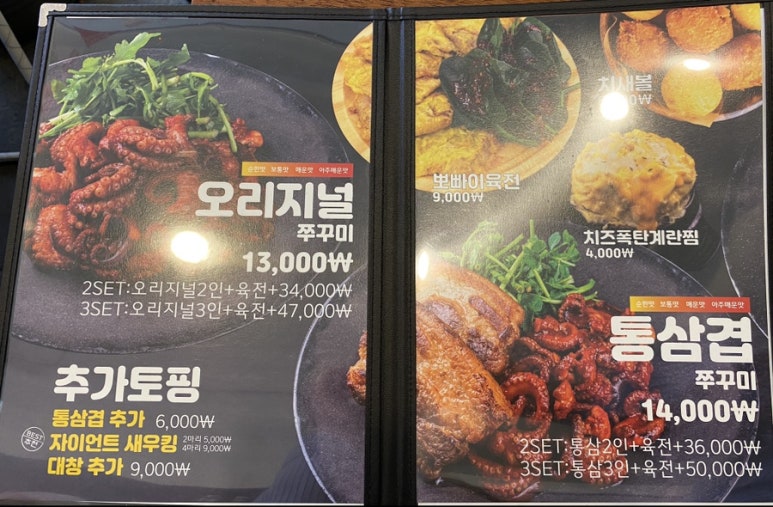 순한맛 보통맛 매운맛 아주매운맛
오리지널
쭈꾸미
13,000₩
2SET:오리지널2인+육전+34,000₩
3SET:오리지널3인+육전+47,000₩
추가토핑
통삼겹 추가 6,000₩
BEST 추천
자이언트 새우킹 2마리 5,000₩
4마리 9,000₩
대창 추가 9,000₩
치새볼
뽀빠이육전
9,000₩
치즈폭탄계란찜
4,000₩
순한맛 보통맛 매운맛 아주매운맛
통삼겹
쭈꾸미
14,000₩
2SET:통삼2인+육전+36,000₩
3SET:통삼3인+육전+50,000₩